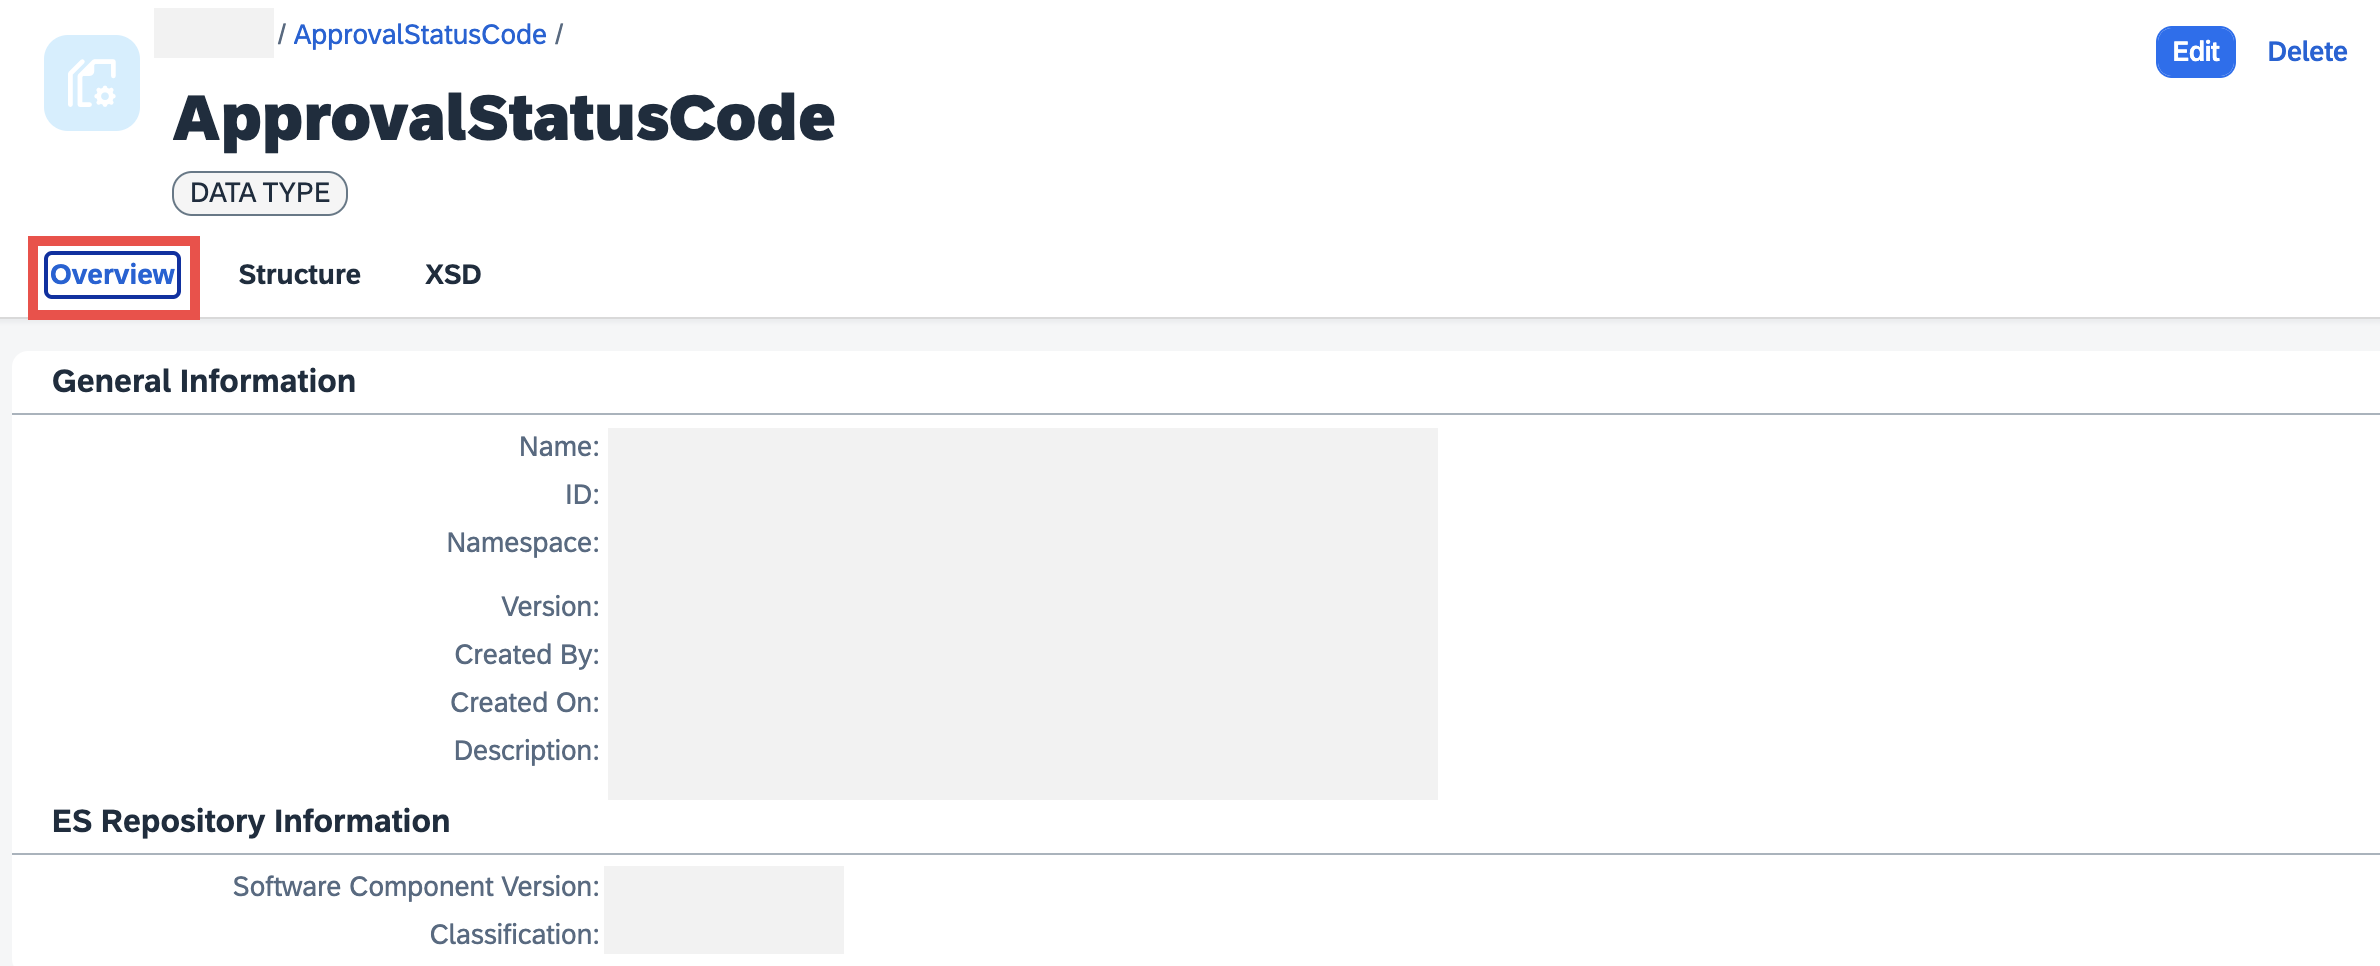 / ApprovalStatusCode /
Edit Delete
ApprovalStatusCode
DATA TYPE
Overview Structure XSD
General Information
Name:
ID:
Namespace:
Version:
Created By:
Created On:
Description:
ES Repository Information
Software Component Version:
Classification: